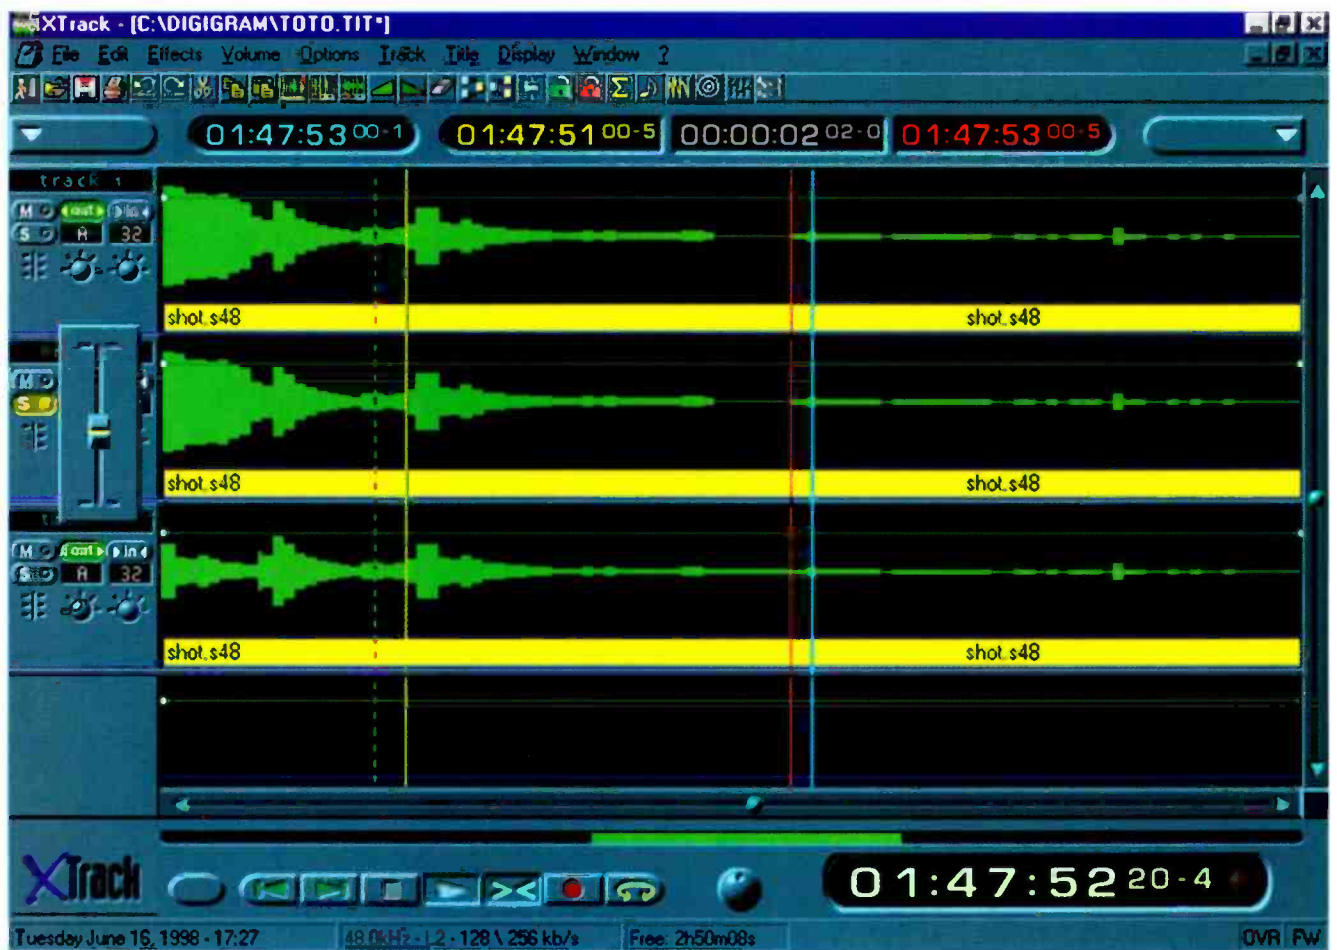 XTrack - [C:\DIGIGRAM\TOTO.TIT*]
File Edit Effects Volume Options Track Title Display Window ?
01:47:53 00-1 01:47:51 00-5 00:00:02 02-0 01:47:53 00-5
track 1
M out In
S A 32
shot.s48 shot.s48
M
S
shot.s48 shot.s48
M out In
S A 32
shot.s48 shot.s48
XTrack
01:47:52 20-4
Tuesday June 16, 1998 - 17:27 48.0kHz - L2 - 128 \ 256 kb/s Free: 2h50m08s OVR FW